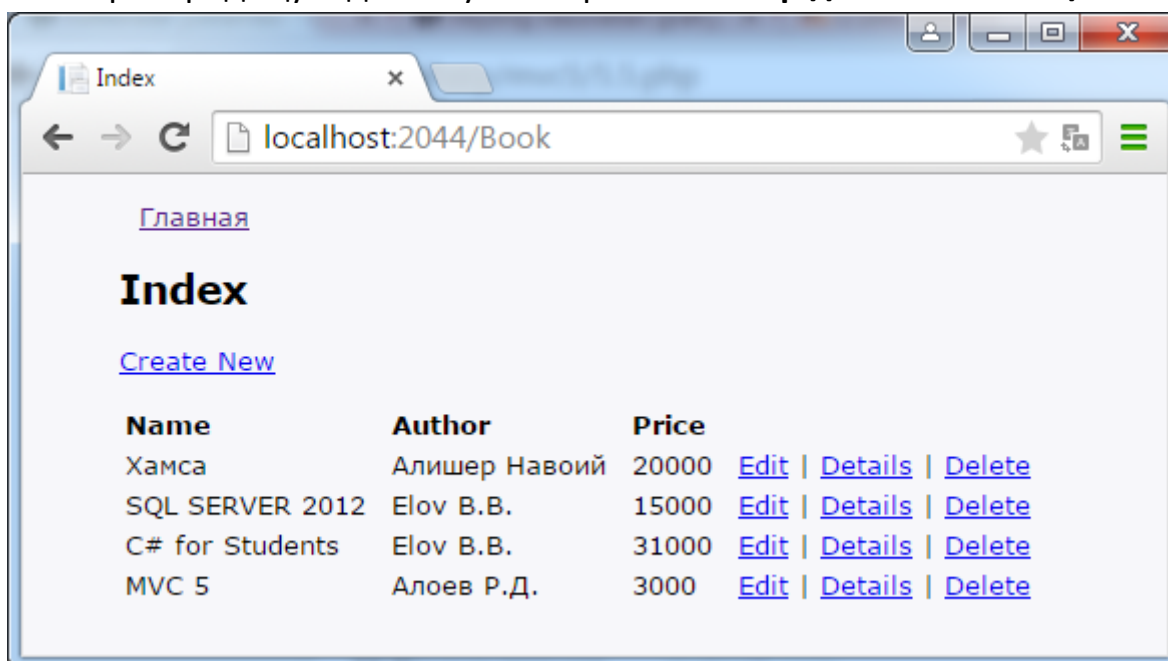 Index
localhost:2044/Book
Главная
Index
Create New
Name Author Price
Хамса Алишер Навоий 20000 Edit | Details | Delete
SQL SERVER 2012 Elov B.B. 15000 Edit | Details | Delete
C# for Students Elov B.B. 31000 Edit | Details | Delete
MVC 5 Алоев Р.Д. 3000 Edit | Details | Delete